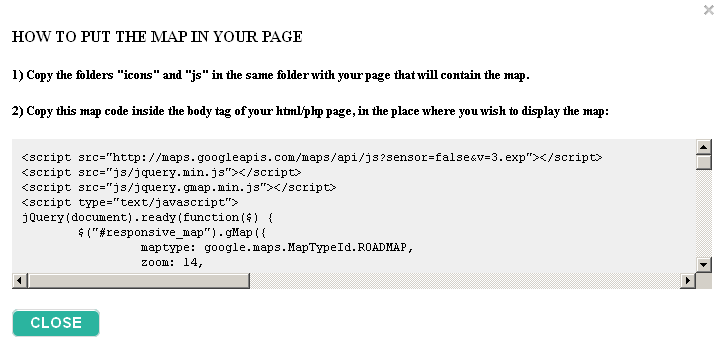 HOW TO PUT THE MAP IN YOUR PAGE
1) Copy the folders "icons" and "js" in the same folder with your page that will contain the map.
2) Copy this map code inside the body tag of your html/php page, in the place where you wish to display the map:
<script src="http://maps.googleapis.com/maps/api/js?sensor=false&v=3.exp"></script>
<script src="js/jquery.min.js"></script>
<script src="js/jquery.gmap.min.js"></script>
<script type="text/javascript">
jQuery(document).ready(function($) {
        $("#responsive_map").gMap({
                 maptype: google.maps.MapTypeId.ROADMAP,
                 zoom: 14,
CLOSE